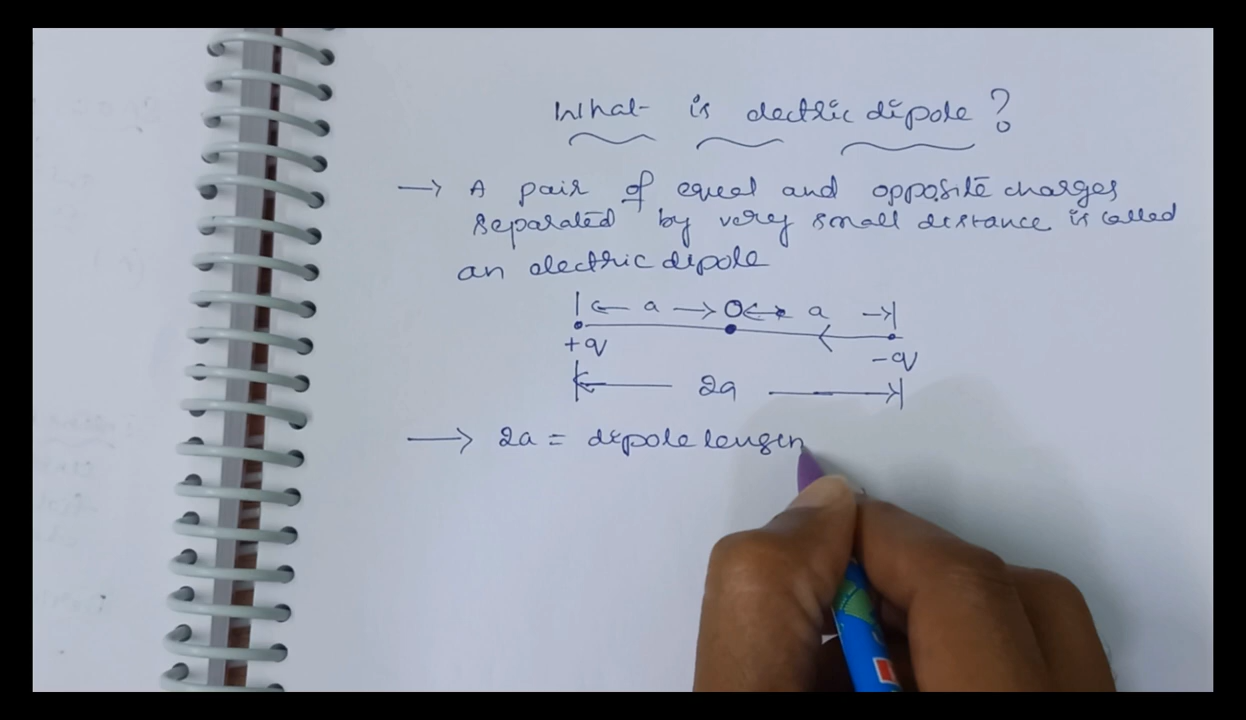 What is electric dipole ?
→ A pair of equal and opposite charges
separated by very small distance is called
an electric dipole
|← a → O ←→ a →|
+q -q
|← 2a →|
→ 2a = dipole length